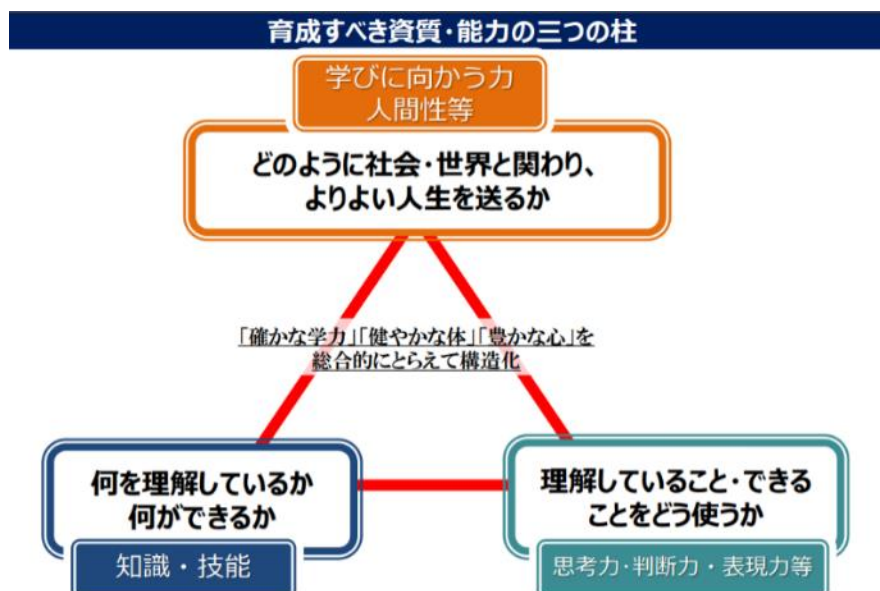 育成すべき資質・能力の三つの柱
学びに向かう力
人間性等
どのように社会・世界と関わり、
よりよい人生を送るか
「確かな学力」「健やかな体」「豊かな心」を
総合的にとらえて構造化
何を理解しているか
何ができるか
知識・技能
理解していること・できる
ことをどう使うか
思考力・判断力・表現力等